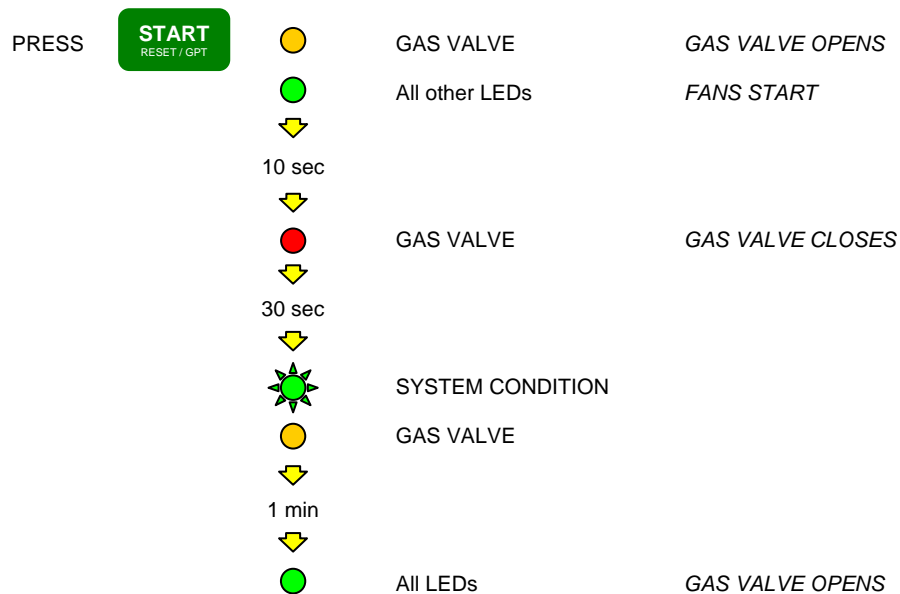 PRESS START GAS VALVE GAS VALVE OPENS
RESET / GPT
All other LEDs FANS START
10 sec
GAS VALVE GAS VALVE CLOSES
30 sec
SYSTEM CONDITION
GAS VALVE
1 min
All LEDs GAS VALVE OPENS